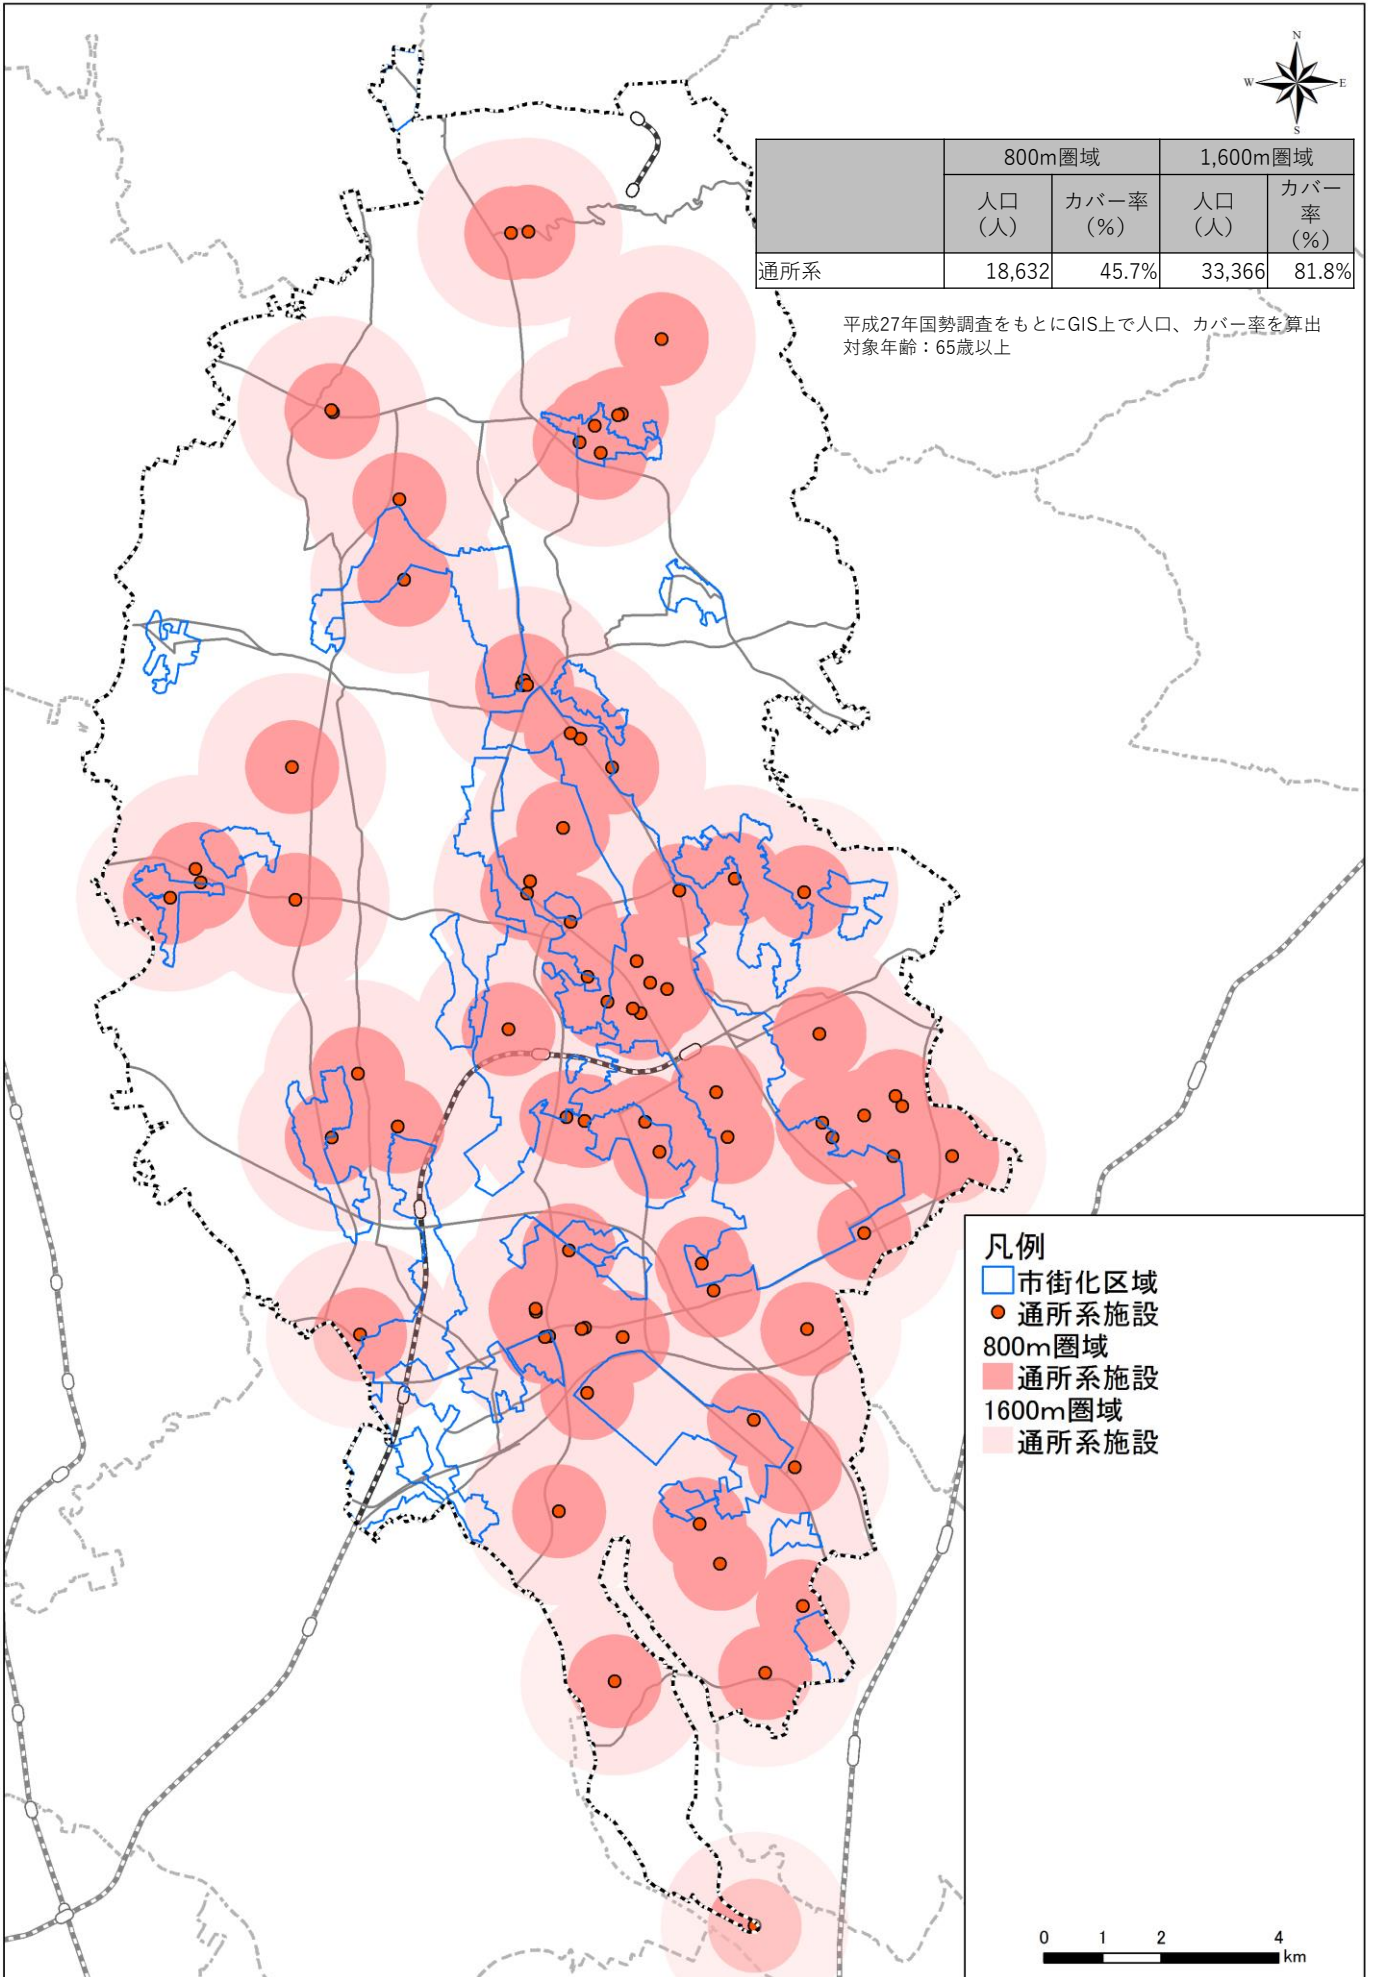 N
W E
S
800m圏域 1,600m圏域
人口
(人) カバー率
(%) 人口
(人) カバー
率
(%)
通所系 18,632 45.7% 33,366 81.8%
平成27年国勢調査をもとにGIS上で人口、カバー率を算出
対象年齢：65歳以上
凡例
市街化区域
通所系施設
800m圏域
通所系施設
1600m圏域
通所系施設
0 1 2 4
km